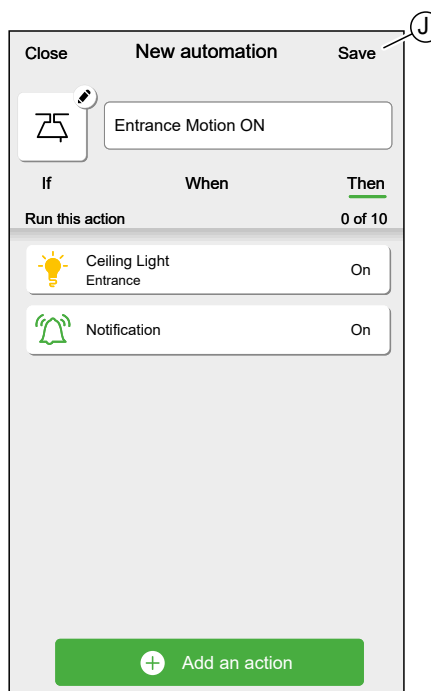 J
Close New automation Save
Entrance Motion ON
If When Then
Run this action 0 of 10
Ceiling Light On
Entrance
Notification On
Add an action